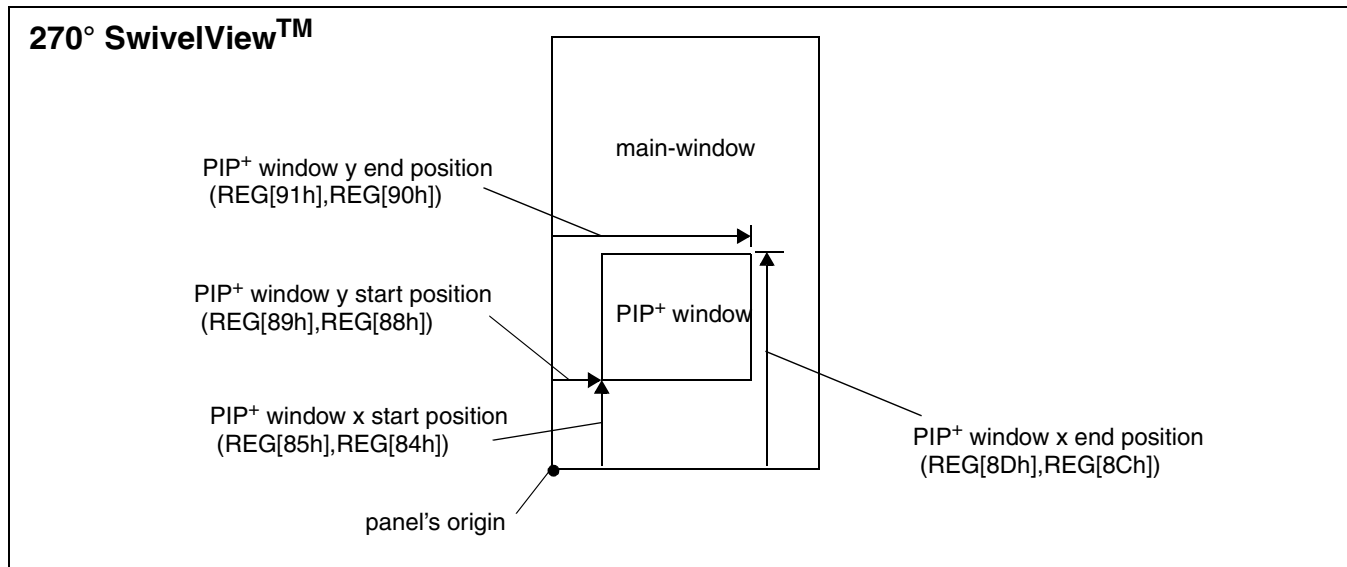 270° SwivelView™
main-window
PIP+ window y end position
(REG[91h],REG[90h])
PIP+ window y start position
(REG[89h],REG[88h])
PIP+ window
PIP+ window x start position
(REG[85h],REG[84h])
PIP+ window x end position
(REG[8Dh],REG[8Ch])
panel's origin